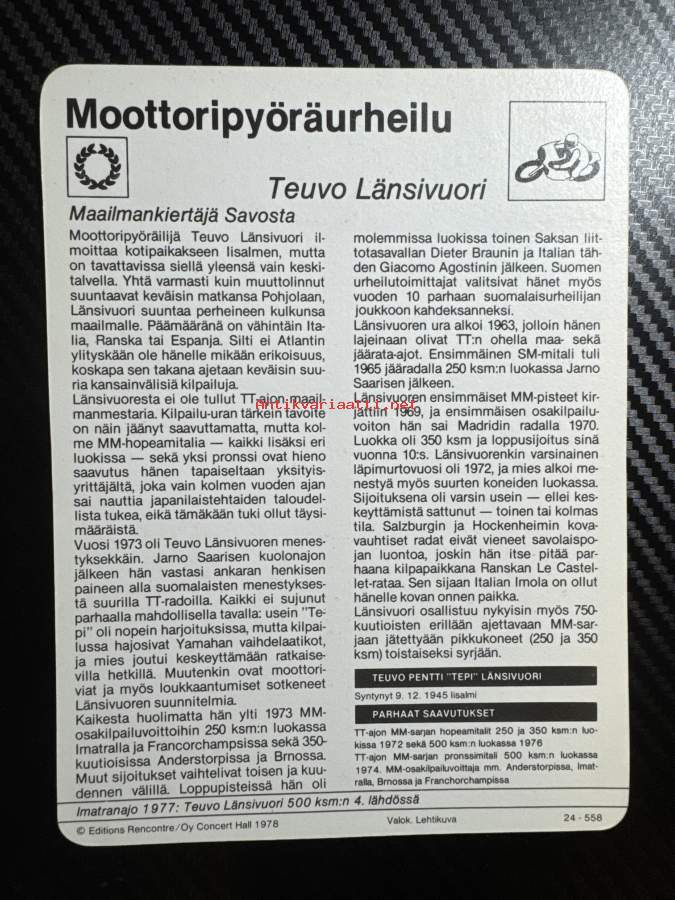 Moottoripyöräurheilu
Teuvo Länsivuori
Maailmankiertäjä Savosta
Moottoripyöräilijä Teuvo Länsivuori il-
moittaa kotipaikakseen Iisalmen, mutta
on tavattavissa siellä yleensä vain keski-
talvella. Yhtä varmasti kuin muuttolinnut
suuntaavat keväisin matkansa Pohjolaan,
Länsivuori suuntaa perheineen kulkunsa
maailmalle. Päämääränä on vähintäin Ita-
lia, Ranska tai Espanja. Silti ei Atlantin
ylityskään ole hänelle mikään erikoisuus,
koskapa sen takana ajetaan keväisin suu-
ria kansainvälisiä kilpailuja.
Länsivuoresta ei ole tullut TT-ajon maail-
manmestaria. Kilpailu-uran tärkein tavoite
on näin jäänyt saavuttamatta, mutta kol-
me MM-hopeamitalia — kaikki lisäksi eri
luokissa — sekä yksi pronssi ovat hieno
saavutus hänen tapaiseltaan yksityis-
yrittäjältä, joka vain kolmen vuoden ajan
sai nauttia japanilaistehtaiden taloudel-
lista tukea, eikä tämäkään tuki ollut täysi-
määräistä.
Vuosi 1973 oli Teuvo Länsivuoren menes-
tyksekkäin. Jarno Saarisen kuolonajon
jälkeen hän vastasi ankaran henkisen
paineen alla suomalaisten menestykses-
tä suurilla TT-radoilla. Kaikki ei sujunut
parhaalla mahdollisella tavalla: usein "Te-
pi" oli nopein harjoituksissa, mutta kilpai-
lussa hajosivat Yamahan vaihdelaatikot,
ja mies joutui keskeyttämään ratkaise-
villa hetkillä. Muutenkin ovat moottori-
viat ja myös loukkaantumiset sotkeneet
Länsivuoren suunnitelmia.
Kaikesta huolimatta hän ylti 1973 MM-
osakilpailuvoittoihin 250 ksm:n luokassa
Imatralla ja Francorchampsissa sekä 350-
kuutioisissa Anderstorpissa ja Brnossa.
Muut sijoitukset vaihtelivat toisen ja kuu-
dennen välillä. Loppupisteissä hän oli
molemmissa luokissa toinen Saksan liit-
totasavallan Dieter Braunin ja Italian täh-
den Giacomo Agostinin jälkeen. Suomen
urheilutoimittajat valitsivat hänet myös
vuoden 10 parhaan suomalaisurheilijan
joukkoon kahdeksanneksi.
Länsivuoren ura alkoi 1963, jolloin hänen
lajeinaan olivat TT:n ohella maa- sekä
jäärata-ajot. Ensimmäinen SM-mitali tuli
1965 jääradalla 250 ksm:n luokassa Jarno
Saarisen jälkeen.
Länsivuoren ensimmäiset MM-pisteet kir-
jattiin 1969, ja ensimmäisen osakilpailu-
voiton hän sai Madridin radalla 1970.
Luokka oli 350 ksm ja loppusijoitus sinä
vuonna 10:s. Länsivuorenkin varsinainen
läpimurtovuosi oli 1972, ja mies alkoi me-
nestyä myös suurten koneiden luokassa.
Sijoituksena oli varsin usein — ellei kes-
keyttämistä sattunut — toinen tai kolmas
tila. Salzburgin ja Hockenheimin kova-
vauhtiset radat eivät vieneet savolaispo-
jan luontoa, joskin hän itse pitää par-
haana kilpapaikkana Ranskan Le Castel-
let-rataa. Sen sijaan Italian Imola on ollut
hänelle kovan onnen paikka.
Länsivuori osallistuu nykyisin myös 750-
kuutioisten erillään ajettavaan MM-sar-
jaan jätettyään pikkukoneet (250 ja 350
ksm) toistaiseksi syrjään.
TEUVO PENTTI "TEPI" LÄNSIVUORI
Syntynyt 9. 12. 1945 Iisalmi
PARHAAT SAAVUTUKSET
TT-ajon MM-sarjan hopeamitalit 250 ja 350 ksm:n luo-
kissa 1972 sekä 500 ksm:n luokassa 1976
TT-ajon MM-sarjan pronssimitali 500 ksm:n luokassa
1974. MM-osakilpailuvoittaja mm. Anderstorpissa, Imat-
ralla, Brnossa ja Franchorchampissa
Imatranajo 1977: Teuvo Länsivuori 500 ksm:n 4. lähdössä
© Editions Rencontre/Oy Concert Hall 1978
Valok. Lehtikuva
24 - 558
Antikvariaatti.net